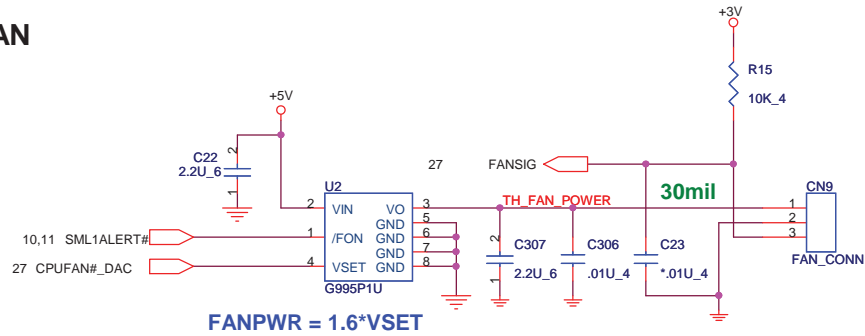 AN
+3V
R15
10K_4
+5V
C22
2.2U_6
2
1
27 FANSIG
CN9
U2
TH_FAN_POWER
30mil
2 VIN VO 3
GND 5
10,11 SML1ALERT# 1 /FON GND 6
GND 7
27 CPUFAN#_DAC 4 VSET GND 8
G995P1U
2
1
C307
2.2U_6
C306
.01U_4
C23
*.01U_4
1
2
3
FAN_CONN
FANPWR = 1.6*VSET